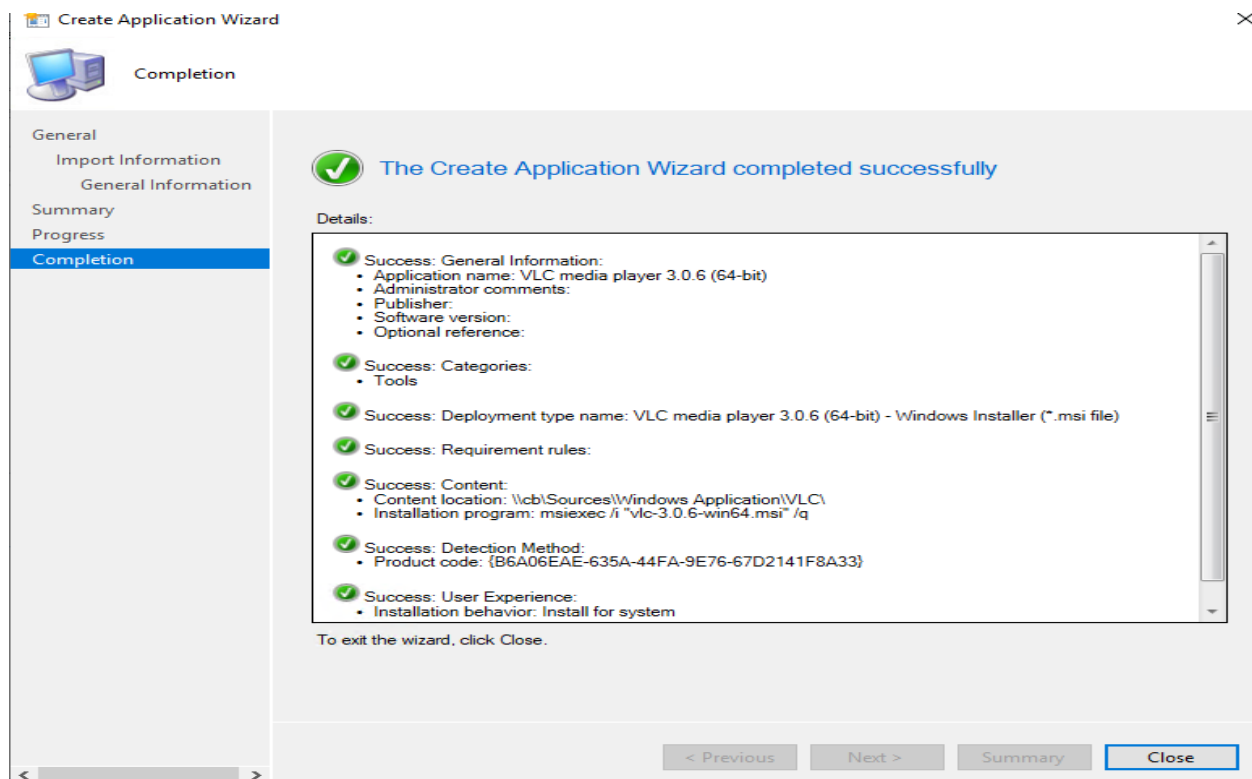 Create Application Wizard
Completion
General
Import Information
General Information
Summary
Progress
Completion
The Create Application Wizard completed successfully
Details:
Success: General Information:
• Application name: VLC media player 3.0.6 (64-bit)
• Administrator comments:
• Publisher:
• Software version:
• Optional reference:
Success: Categories:
• Tools
Success: Deployment type name: VLC media player 3.0.6 (64-bit) - Windows Installer (*.msi file)
Success: Requirement rules:
Success: Content:
• Content location: \\cb\Sources\Windows Application\VLC\
• Installation program: msiexec /i "vlc-3.0.6-win64.msi" /q
Success: Detection Method:
• Product code: {B6A06EAE-635A-44FA-9E76-67D2141F8A33}
Success: User Experience:
• Installation behavior: Install for system
To exit the wizard, click Close.
< Previous
Next >
Summary
Close